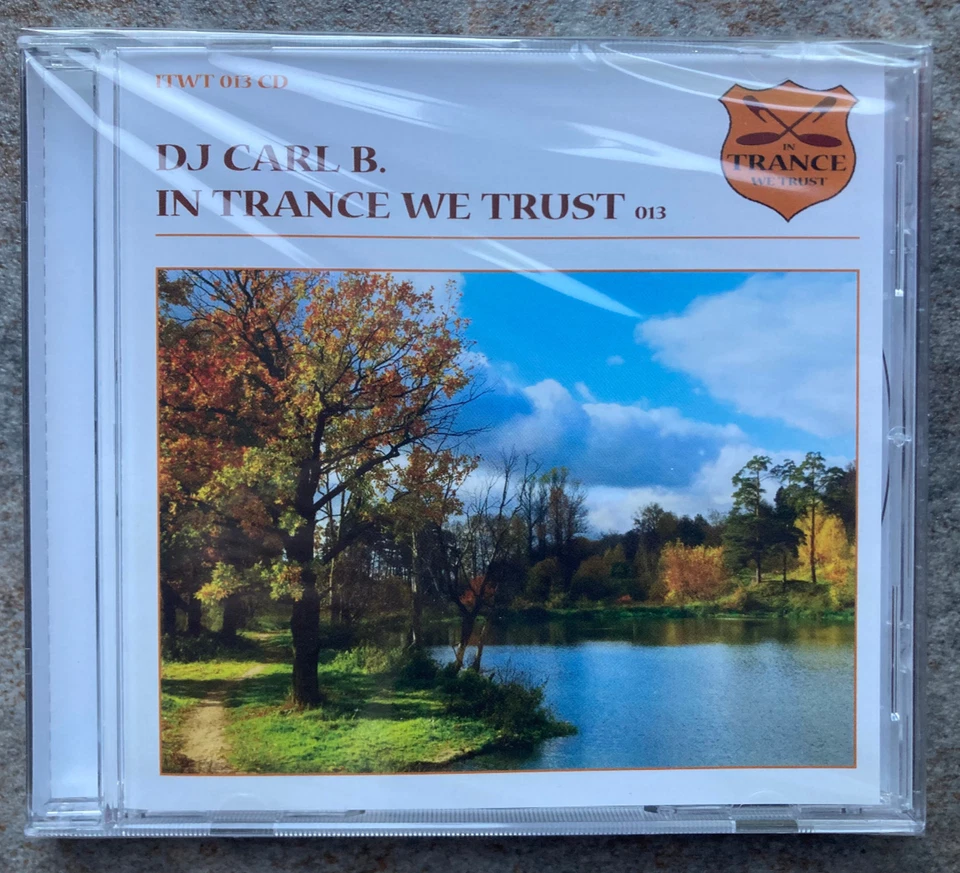 ITWT 013 CD
DJ CARL B.
IN TRANCE WE TRUST 013
IN
TRANCE
WE TRUST